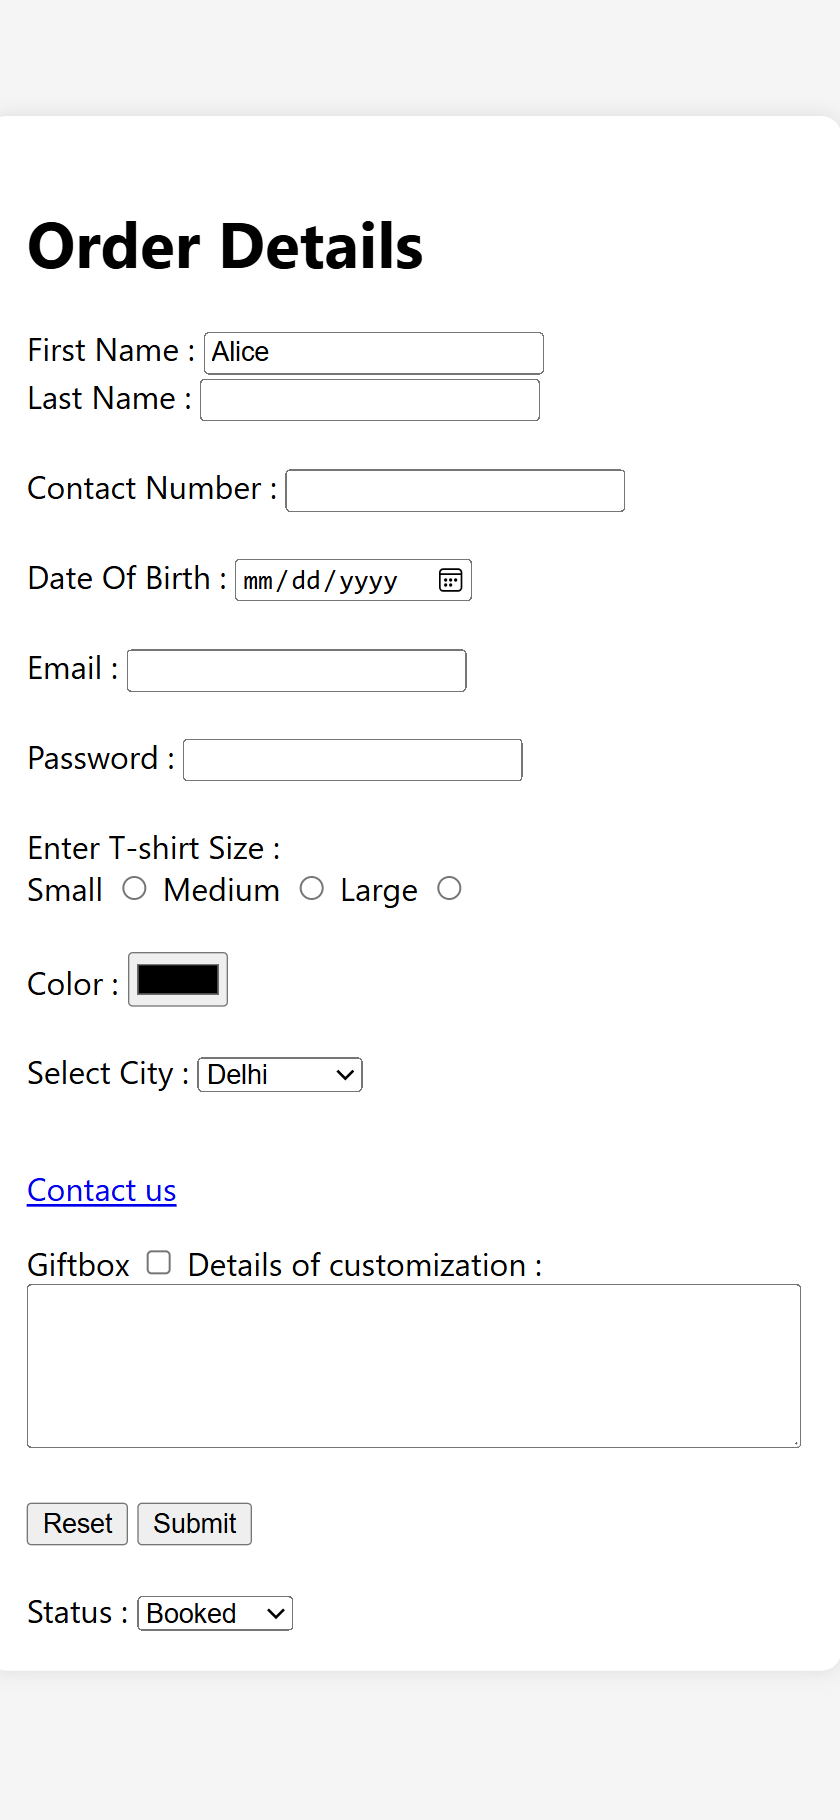 Order Details
First Name : Alice
Last Name :
Contact Number :
Date Of Birth : mm/dd/yyyy
Email :
Password :
Enter T-shirt Size :
Small Medium Large
Color :
Select City : Delhi
Contact us
Giftbox Details of customization :
Reset Submit
Status : Booked